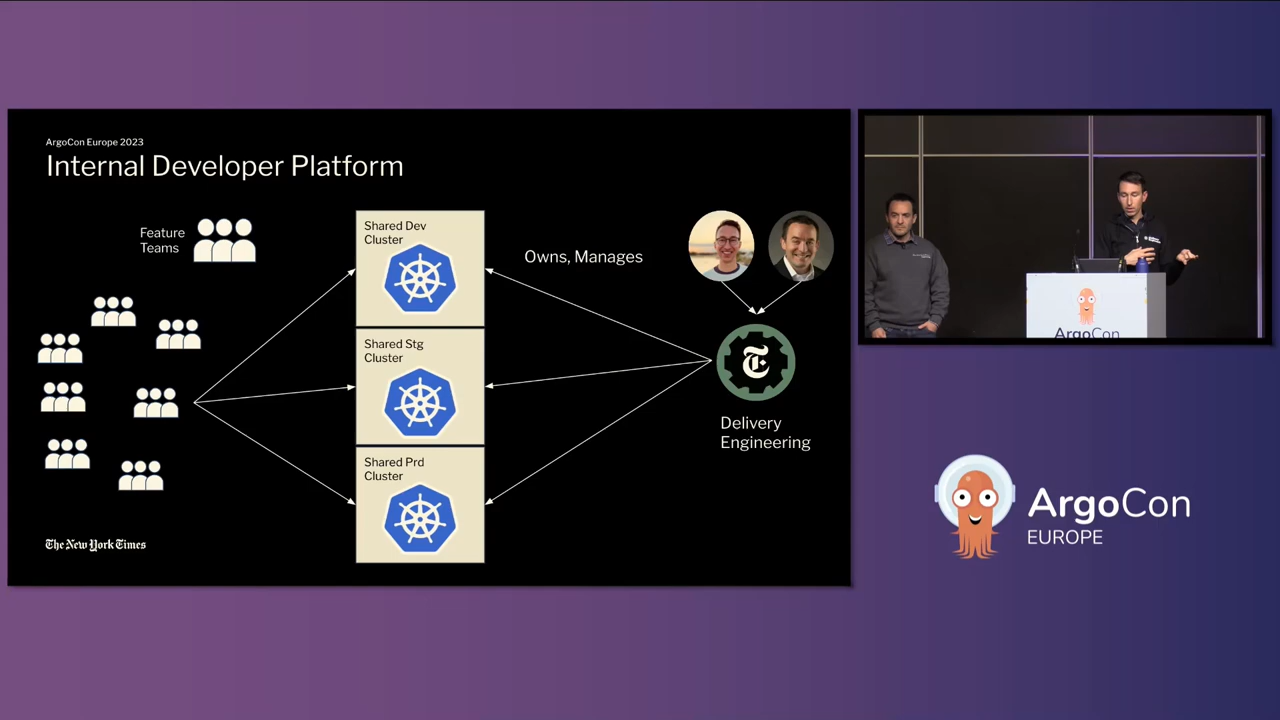 ArgoCon Europe 2023
Internal Developer Platform
Feature
Teams
Shared Dev
Cluster
Shared Stg
Cluster
Shared Prd
Cluster
Owns, Manages
Delivery
Engineering
The New York Times
ArgoCon
ArgoCon
EUROPE